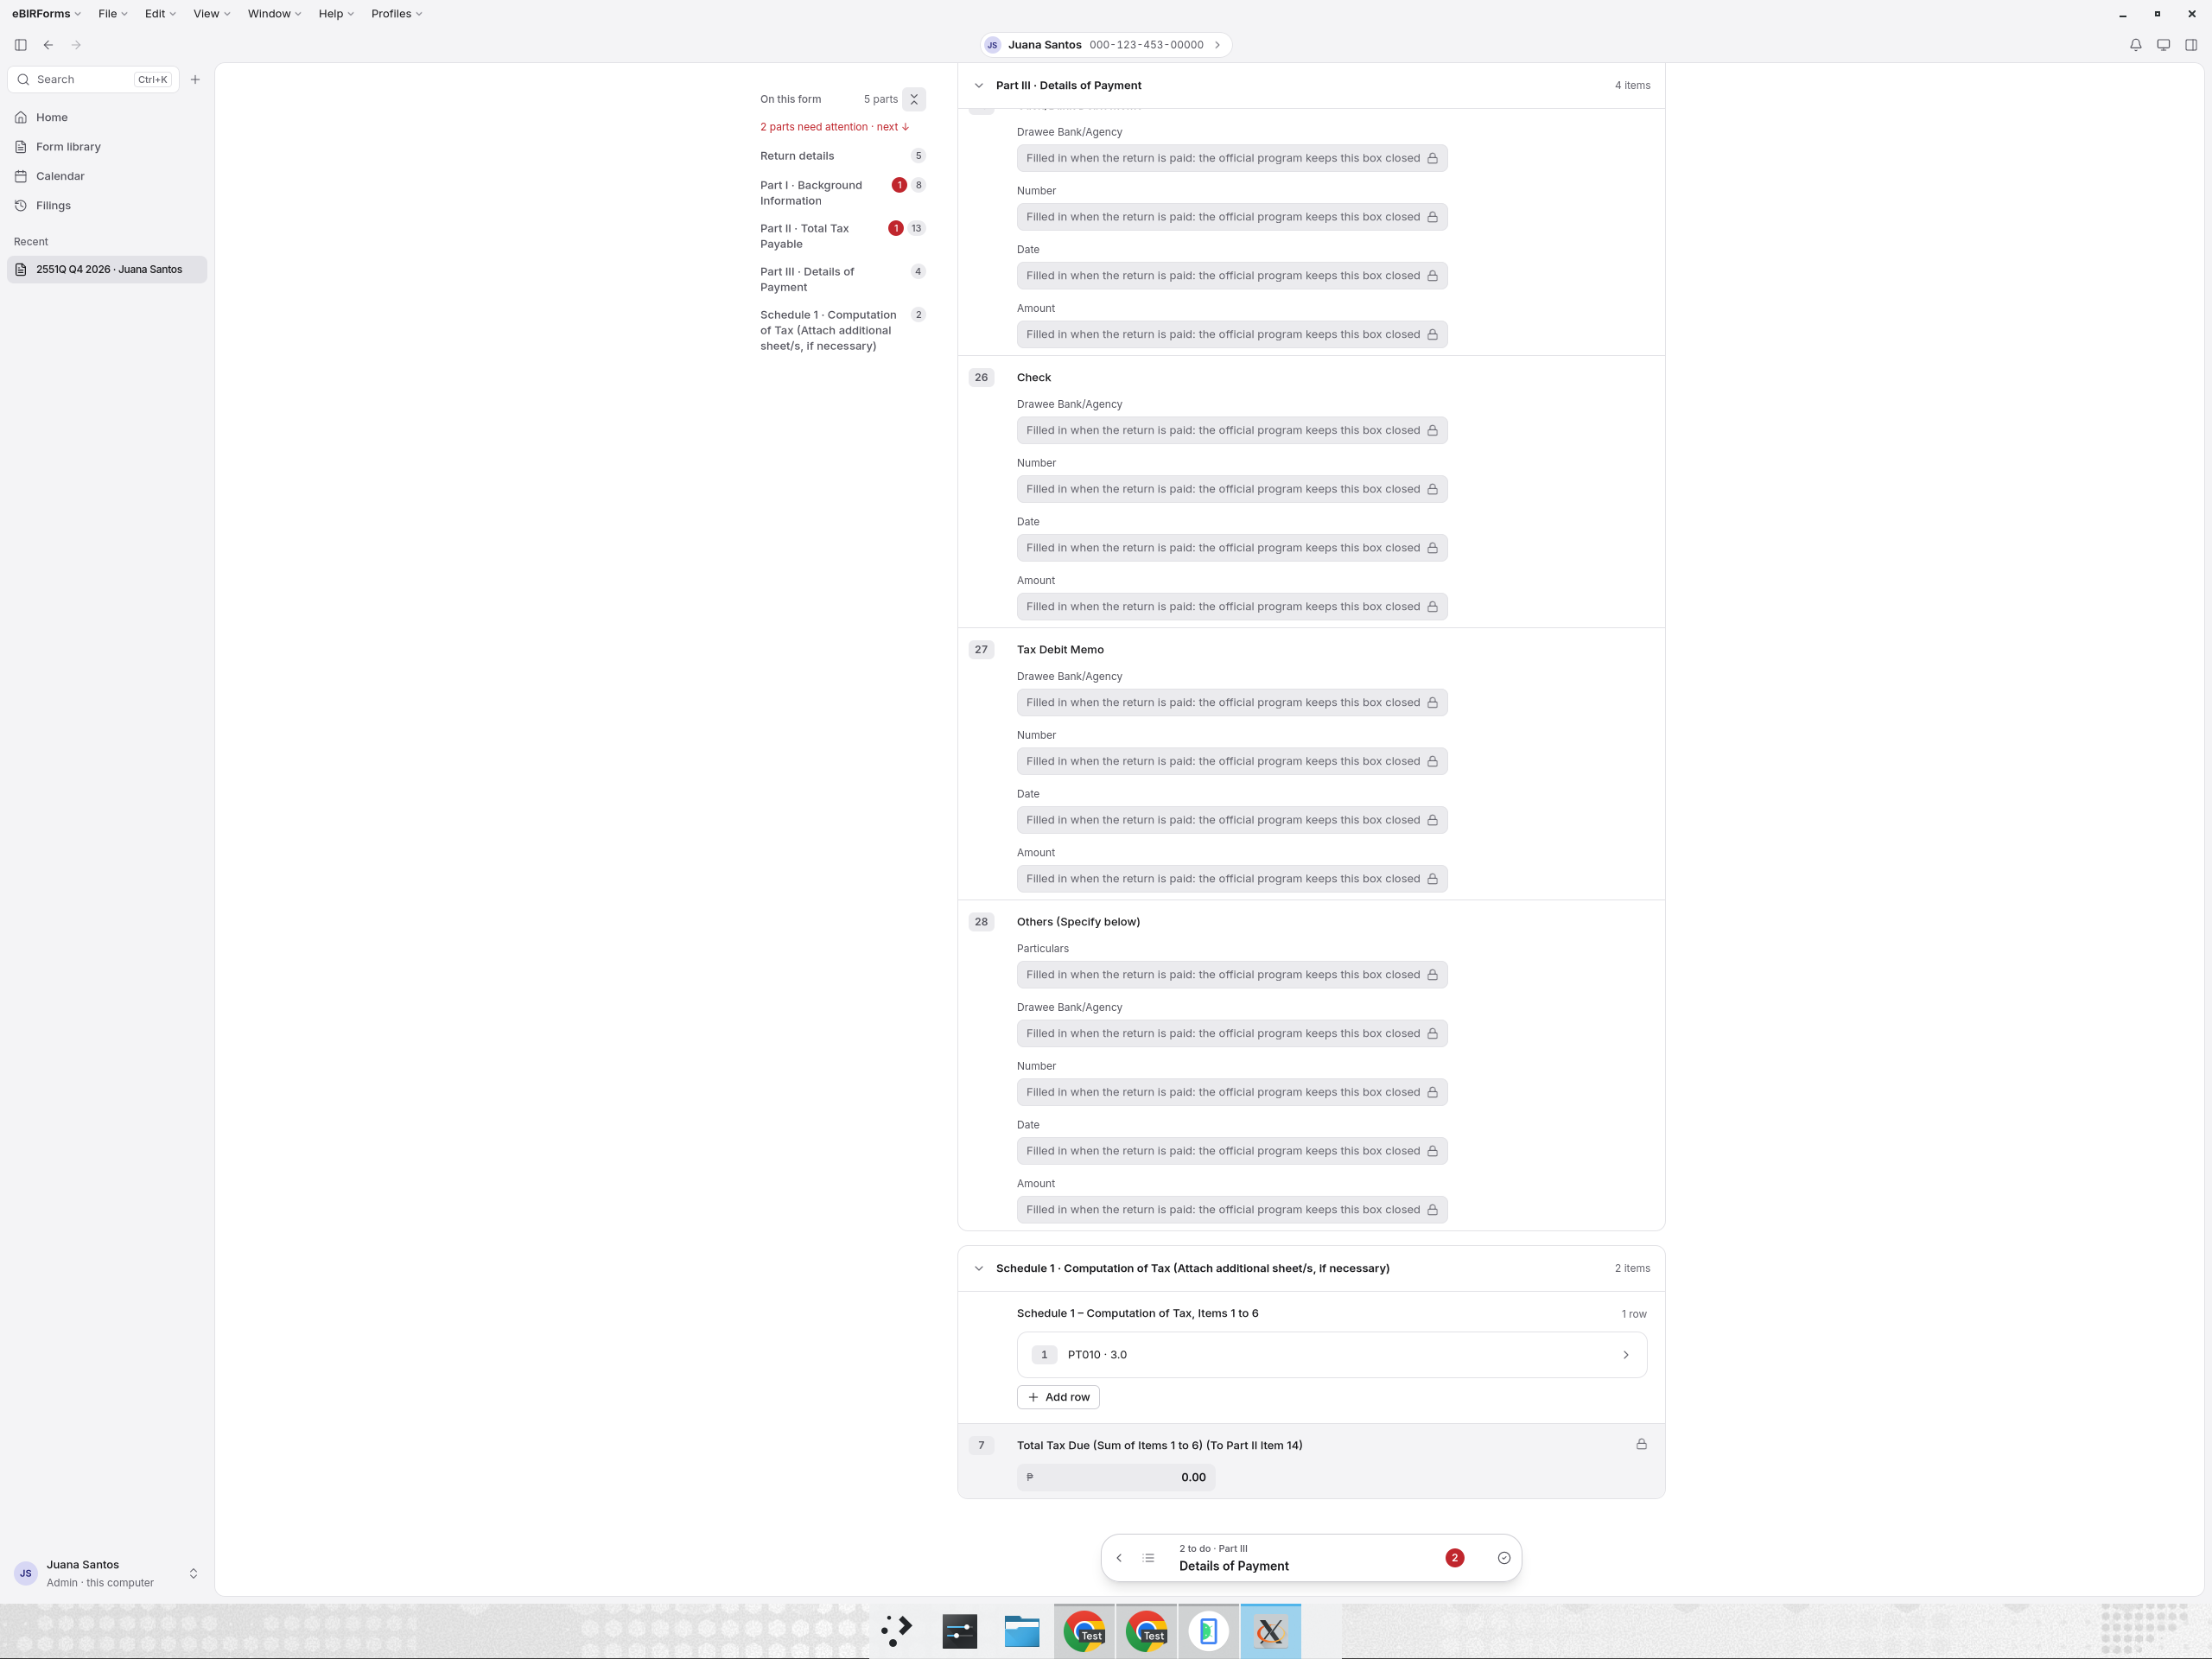 eBIRForms File Edit View Window Help Profiles
JS Juana Santos 000-123-453-00000
Search Ctrl+K
Home
Form library
Calendar
Filings
Recent
2551Q Q4 2026 · Juana Santos
On this form 5 parts
2 parts need attention · next ↓
Return details 5
Part I · Background 1 8
Information
Part II · Total Tax 1 13
Payable
Part III · Details of 4
Payment
Schedule 1 · Computation 2
of Tax (Attach additional
sheet/s, if necessary)
Part III · Details of Payment 4 items
Drawee Bank/Agency
Filled in when the return is paid: the official program keeps this box closed
Number
Filled in when the return is paid: the official program keeps this box closed
Date
Filled in when the return is paid: the official program keeps this box closed
Amount
Filled in when the return is paid: the official program keeps this box closed
26 Check
Drawee Bank/Agency
Filled in when the return is paid: the official program keeps this box closed
Number
Filled in when the return is paid: the official program keeps this box closed
Date
Filled in when the return is paid: the official program keeps this box closed
Amount
Filled in when the return is paid: the official program keeps this box closed
27 Tax Debit Memo
Drawee Bank/Agency
Filled in when the return is paid: the official program keeps this box closed
Number
Filled in when the return is paid: the official program keeps this box closed
Date
Filled in when the return is paid: the official program keeps this box closed
Amount
Filled in when the return is paid: the official program keeps this box closed
28 Others (Specify below)
Particulars
Filled in when the return is paid: the official program keeps this box closed
Drawee Bank/Agency
Filled in when the return is paid: the official program keeps this box closed
Number
Filled in when the return is paid: the official program keeps this box closed
Date
Filled in when the return is paid: the official program keeps this box closed
Amount
Filled in when the return is paid: the official program keeps this box closed
Schedule 1 · Computation of Tax (Attach additional sheet/s, if necessary) 2 items
Schedule 1 – Computation of Tax, Items 1 to 6 1 row
1 PT010 · 3.0
Add row
7 Total Tax Due (Sum of Items 1 to 6) (To Part II Item 14)
₱ 0.00
2 to do · Part III
Details of Payment 2
JS Juana Santos
Admin · this computer
Test Test